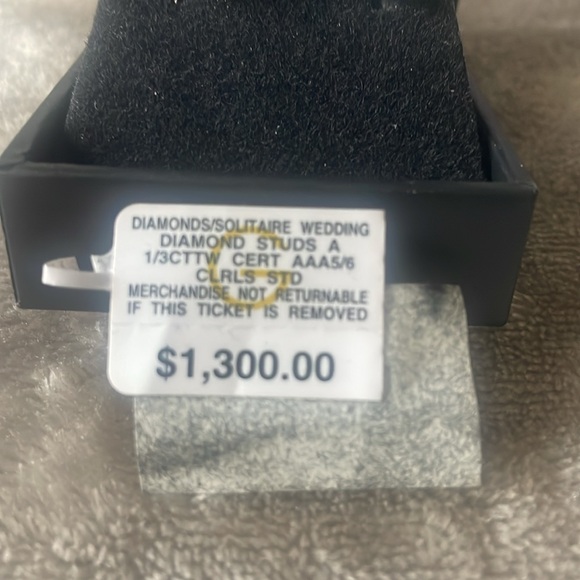 DIAMONDS/SOLITAIRE WEDDING
DIAMOND STUDS A
1/3CTTW CERT AAA5/6
CLRLS STD
MERCHANDISE NOT RETURNABLE
IF THIS TICKET IS REMOVED
$1,300.00